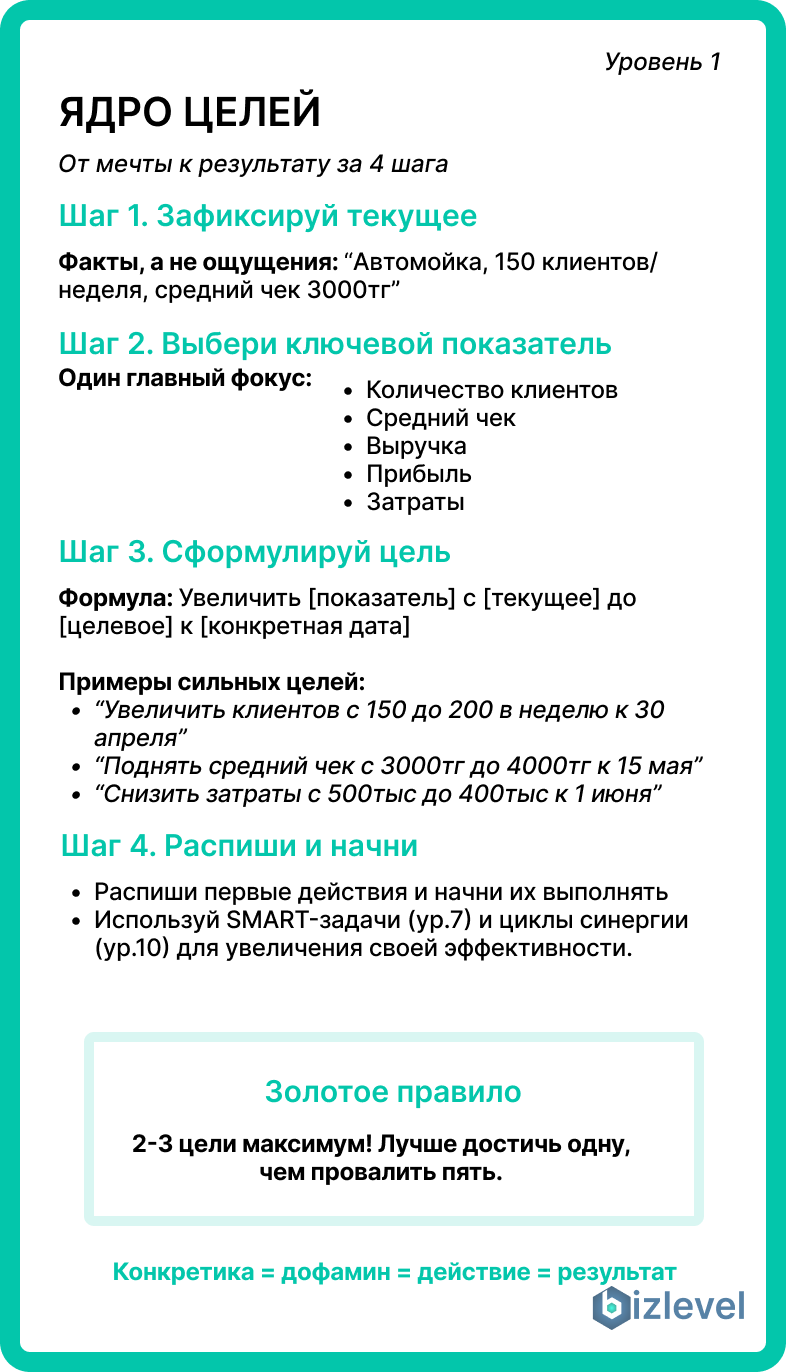 Уровень 1
ЯДРО ЦЕЛЕЙ
От мечты к результату за 4 шага
Шаг 1. Зафиксируй текущее
Факты, а не ощущения: “Автомойка, 150 клиентов/
неделя, средний чек 3000тг”
Шаг 2. Выбери ключевой показатель
Один главный фокус:
• Количество клиентов
• Средний чек
• Выручка
• Прибыль
• Затраты
Шаг 3. Сформулируй цель
Формула: Увеличить [показатель] с [текущее] до
[целевое] к [конкретная дата]
Примеры сильных целей:
• “Увеличить клиентов с 150 до 200 в неделю к 30
апреля”
• “Поднять средний чек с 3000тг до 4000тг к 15 мая”
• “Снизить затраты с 500тыс до 400тыс к 1 июня”
Шаг 4. Распиши и начни
• Распиши первые действия и начни их выполнять
• Используй SMART-задачи (ур.7) и циклы синергии
(ур.10) для увеличения своей эффективности.
Золотое правило
2-3 цели максимум! Лучше достичь одну,
чем провалить пять.
Конкретика = дофамин = действие = результат
bizlevel